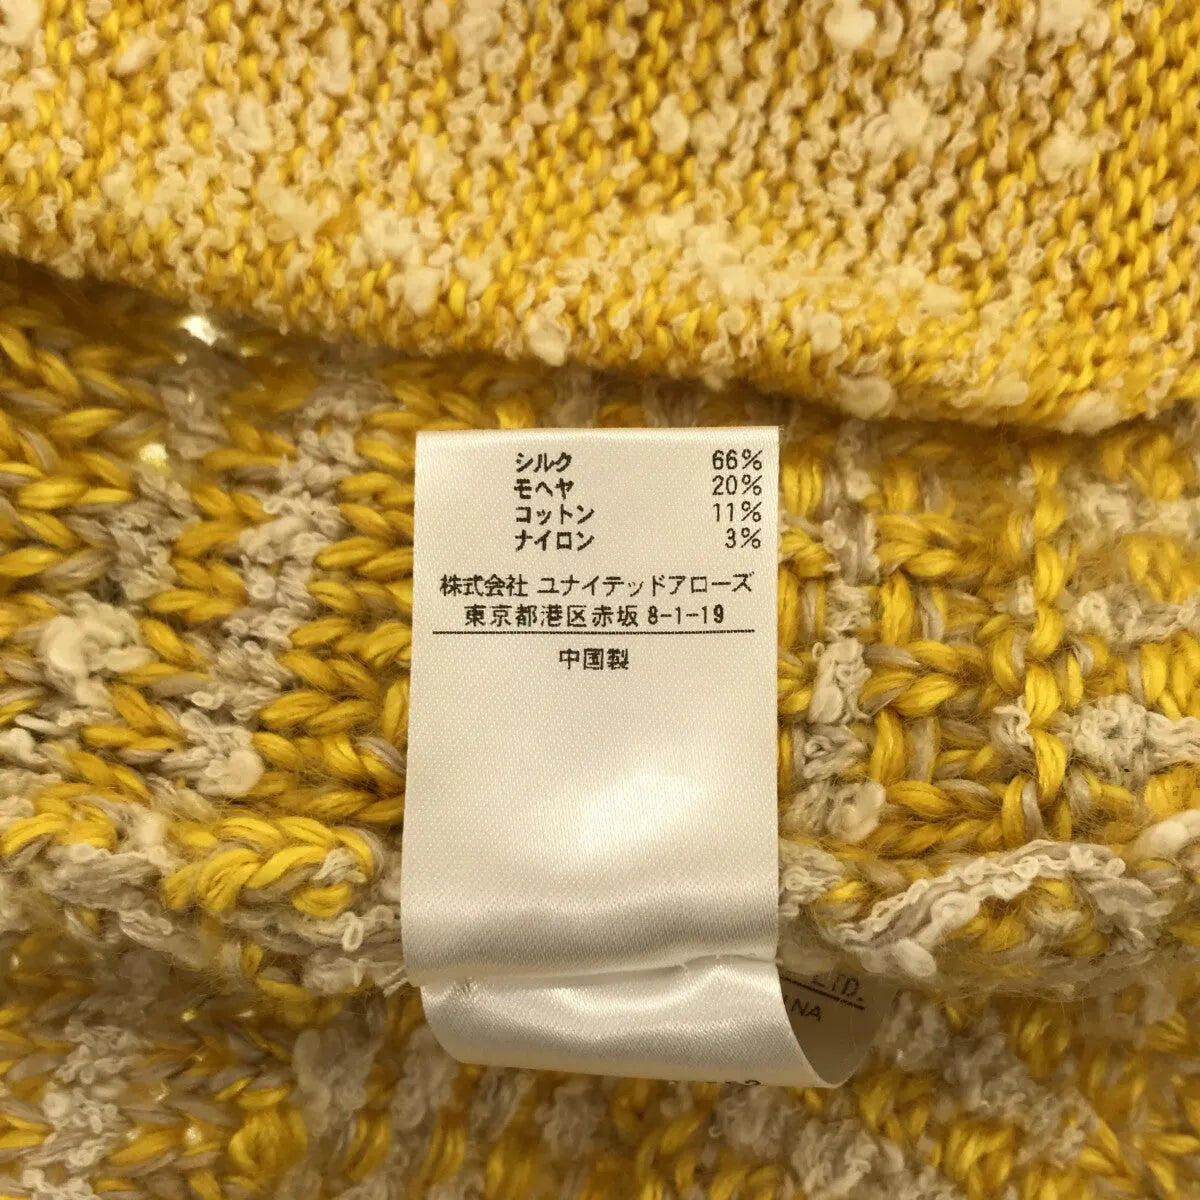 シルク 66%
モヘヤ 20%
コットン 11%
ナイロン 3%
株式会社 ユナイテッドアローズ
東京都港区赤坂 8-1-19
中国製
LTD.